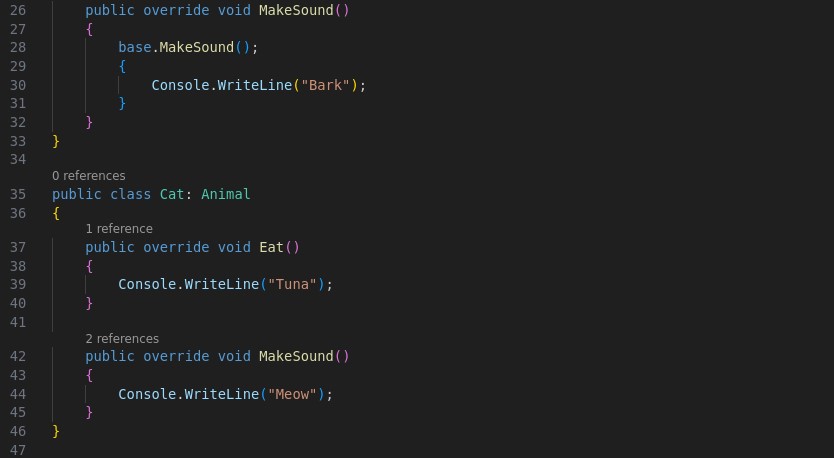 26 public override void MakeSound()
27 {
28 base.MakeSound();
29 {
30 Console.WriteLine("Bark");
31 }
32 }
33 }
34
0 references
35 public class Cat: Animal
36 {
1 reference
37 public override void Eat()
38 {
39 Console.WriteLine("Tuna");
40 }
41
2 references
42 public override void MakeSound()
43 {
44 Console.WriteLine("Meow");
45 }
46 }
47